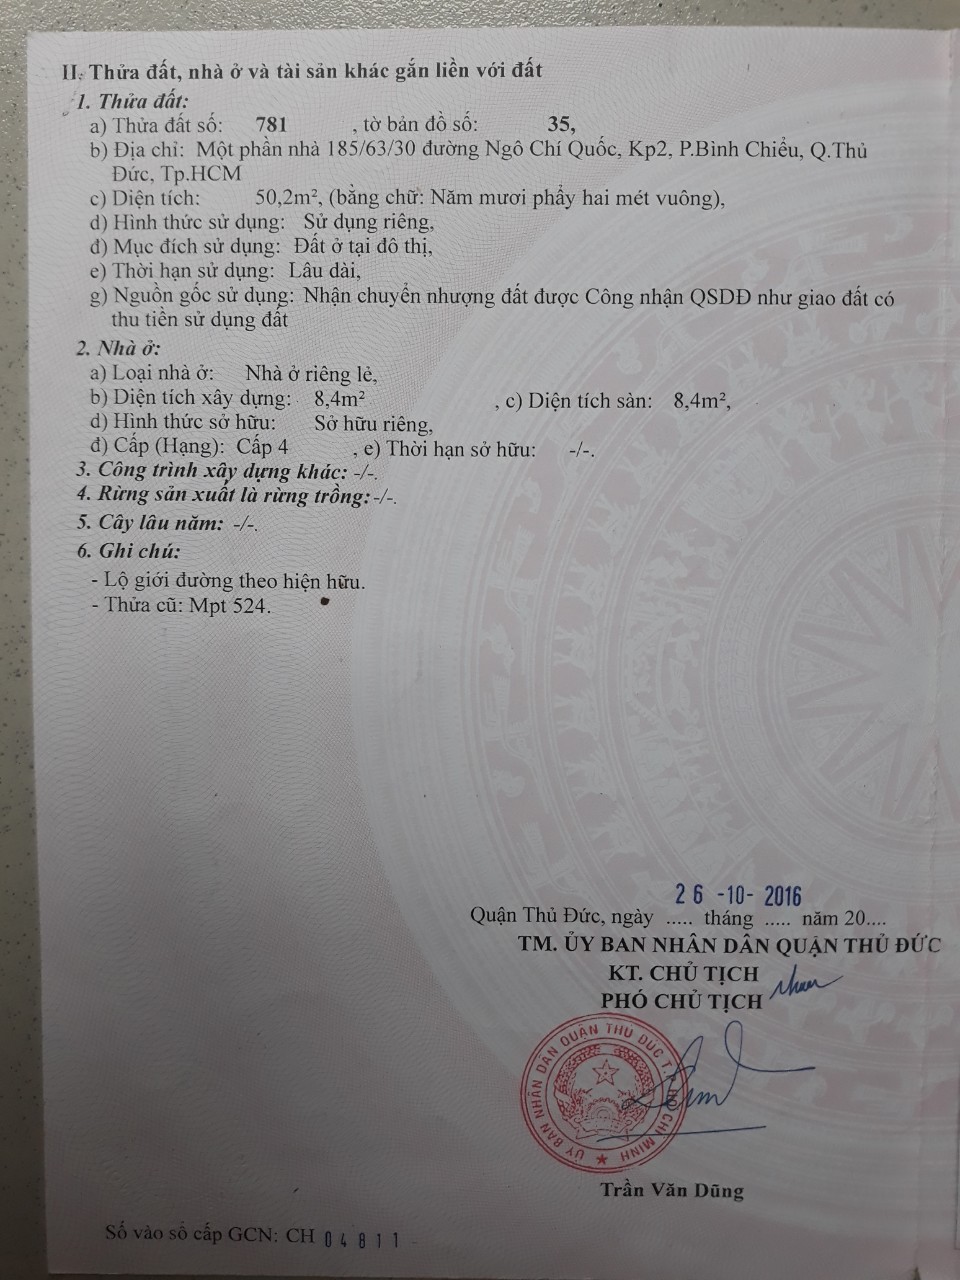 II. Thửa đất, nhà ở và tài sản khác gắn liền với đất
1. Thửa đất:
a) Thửa đất số: 781 , tờ bản đồ số: 35,
b) Địa chỉ: Một phần nhà 185/63/30 đường Ngô Chí Quốc, Kp2, P.Bình Chiểu, Q.Thủ
Đức, Tp.HCM
c) Diện tích: 50,2m², (bằng chữ: Năm mươi phẩy hai mét vuông),
d) Hình thức sử dụng: Sử dụng riêng,
đ) Mục đích sử dụng: Đất ở tại đô thị,
e) Thời hạn sử dụng: Lâu dài,
g) Nguồn gốc sử dụng: Nhận chuyển nhượng đất được Công nhận QSDĐ như giao đất có
thu tiền sử dụng đất
2. Nhà ở:
a) Loại nhà ở: Nhà ở riêng lẻ,
b) Diện tích xây dựng: 8,4m² , c) Diện tích sàn: 8,4m²,
d) Hình thức sở hữu: Sở hữu riêng,
đ) Cấp (Hạng): Cấp 4 , e) Thời hạn sở hữu: -/-.
3. Công trình xây dựng khác: -/-.
4. Rừng sản xuất là rừng trồng: -/-.
5. Cây lâu năm: -/-.
6. Ghi chú:
- Lộ giới đường theo hiện hữu.
- Thửa cũ: Mpt 524.
26 -10- 2016
Quận Thủ Đức, ngày ..... tháng ..... năm 20....
TM. ỦY BAN NHÂN DÂN QUẬN THỦ ĐỨC
KT. CHỦ TỊCH
PHÓ CHỦ TỊCH
ỦY BAN NHÂN DÂN QUẬN THỦ ĐỨC T.P HỒ CHÍ MINH
Trần Văn Dũng
Số vào sổ cấp GCN: CH 04811